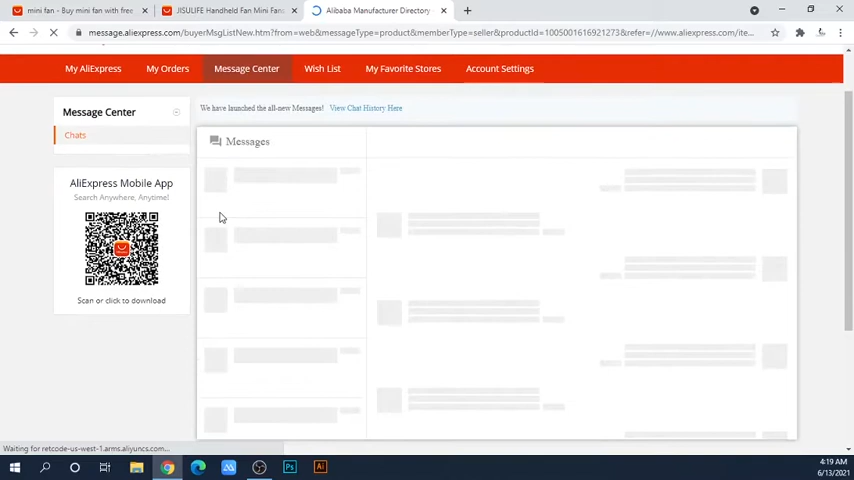 mini fan - Buy mini fan with free
JISULIFE Handheld Fan Mini Fans
Alibaba Manufacturer Directory
message.aliexpress.com/buyerMsgListNew.htm?from=web&messageType=product&memberType=seller&productId=1005001616921273&refer=//www.aliexpress.com/ite...
My AliExpress
My Orders
Message Center
Wish List
My Favorite Stores
Account Settings
Message Center
Chats
We have launched the all-new Messages! View Chat History Here
Messages
AliExpress Mobile App
Search Anywhere, Anytime!
Scan or click to download
Waiting for retcode-us-west-1.arms.aliyuncs.com...
Ps
Ai
4:19 AM
6/13/2021